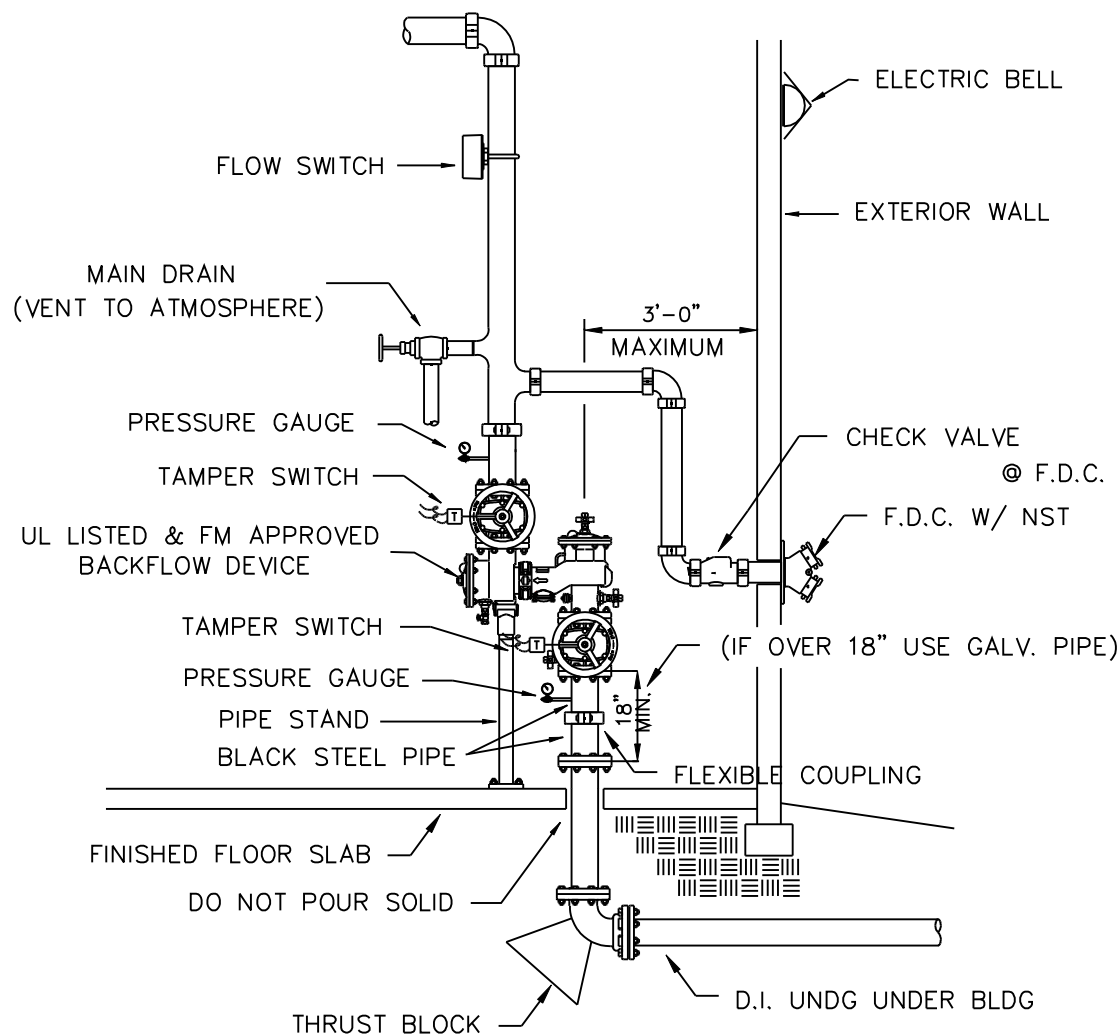 ELECTRIC BELL
FLOW SWITCH
EXTERIOR WALL
MAIN DRAIN
(VENT TO ATMOSPHERE)
3'-0"
MAXIMUM
PRESSURE GAUGE
CHECK VALVE
@ F.D.C.
TAMPER SWITCH
T
F.D.C. W/ NST
UL LISTED & FM APPROVED
BACKFLOW DEVICE
TAMPER SWITCH
T
(IF OVER 18" USE GALV. PIPE)
PRESSURE GAUGE
18"
MIN.
PIPE STAND
BLACK STEEL PIPE
FLEXIBLE COUPLING
FINISHED FLOOR SLAB
DO NOT POUR SOLID
D.I. UNDG UNDER BLDG
THRUST BLOCK